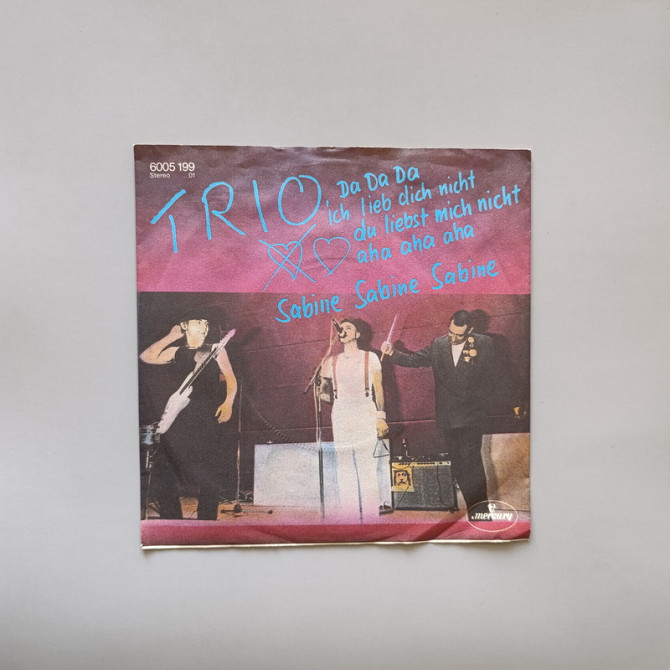 6005 199
Stereo 01
TRIO
Da Da Da
ich lieb dich nicht
du liebst mich nicht
aha aha aha
Sabine Sabine Sabine
mercury